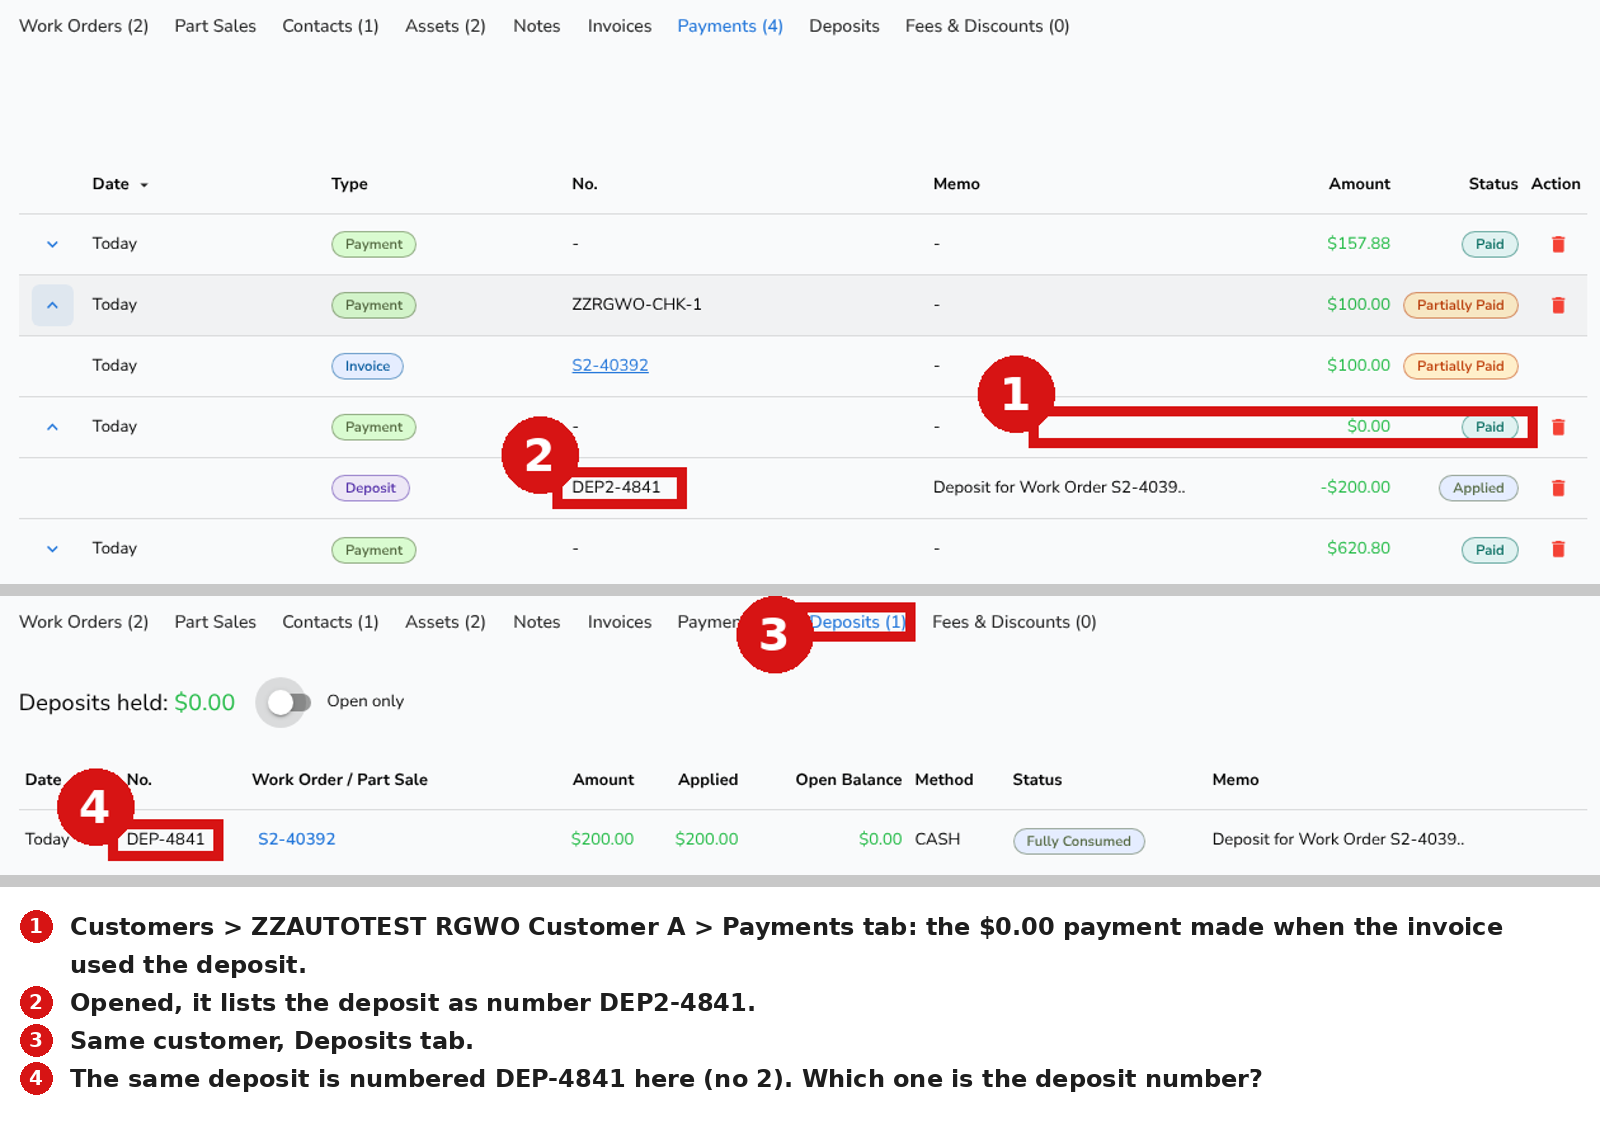 Work Orders (2) Part Sales Contacts (1) Assets (2) Notes Invoices Payments (4) Deposits Fees & Discounts (0)
Date Type No. Memo Amount Status Action
Today Payment - - $157.88 Paid
Today Payment ZZRGWO-CHK-1 - $100.00 Partially Paid
Today Invoice S2-40392 - $100.00 Partially Paid
1
Today Payment - - $0.00 Paid
2
Deposit DEP2-4841 Deposit for Work Order S2-4039.. -$200.00 Applied
Today Payment - - $620.80 Paid
Work Orders (2) Part Sales Contacts (1) Assets (2) Notes Invoices Paymen 3 Deposits (1) Fees & Discounts (0)
Deposits held: $0.00 Open only
Date No. Work Order / Part Sale Amount Applied Open Balance Method Status Memo
4
Today DEP-4841 S2-40392 $200.00 $200.00 $0.00 CASH Fully Consumed Deposit for Work Order S2-4039..
1 Customers > ZZAUTOTEST RGWO Customer A > Payments tab: the $0.00 payment made when the invoice
used the deposit.
2 Opened, it lists the deposit as number DEP2-4841.
3 Same customer, Deposits tab.
4 The same deposit is numbered DEP-4841 here (no 2). Which one is the deposit number?